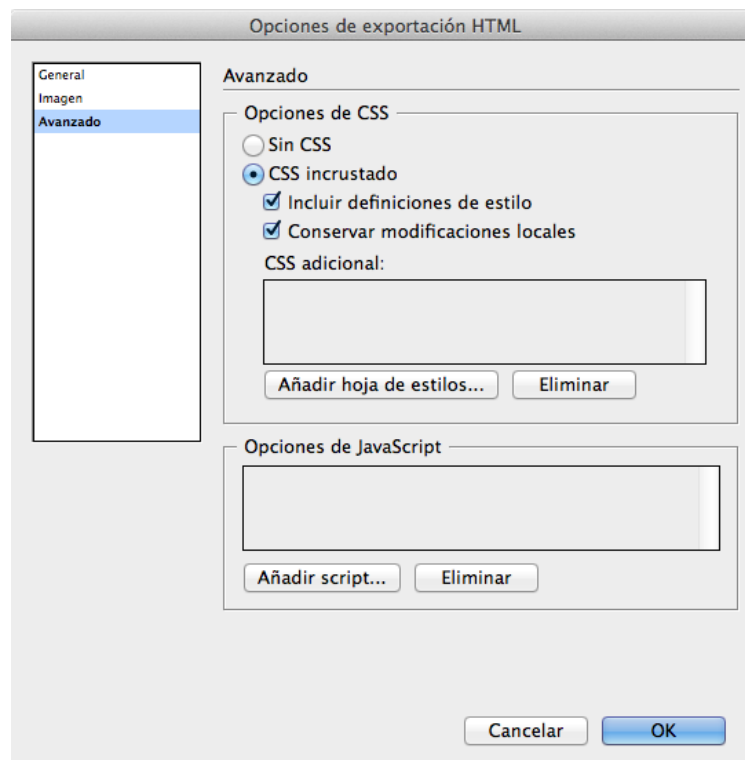 Opciones de exportación HTML
General
Imagen
Avanzado
Avanzado
Opciones de CSS
Sin CSS
CSS incrustado
Incluir definiciones de estilo
Conservar modificaciones locales
CSS adicional:
Añadir hoja de estilos... Eliminar
Opciones de JavaScript
Añadir script... Eliminar
Cancelar OK